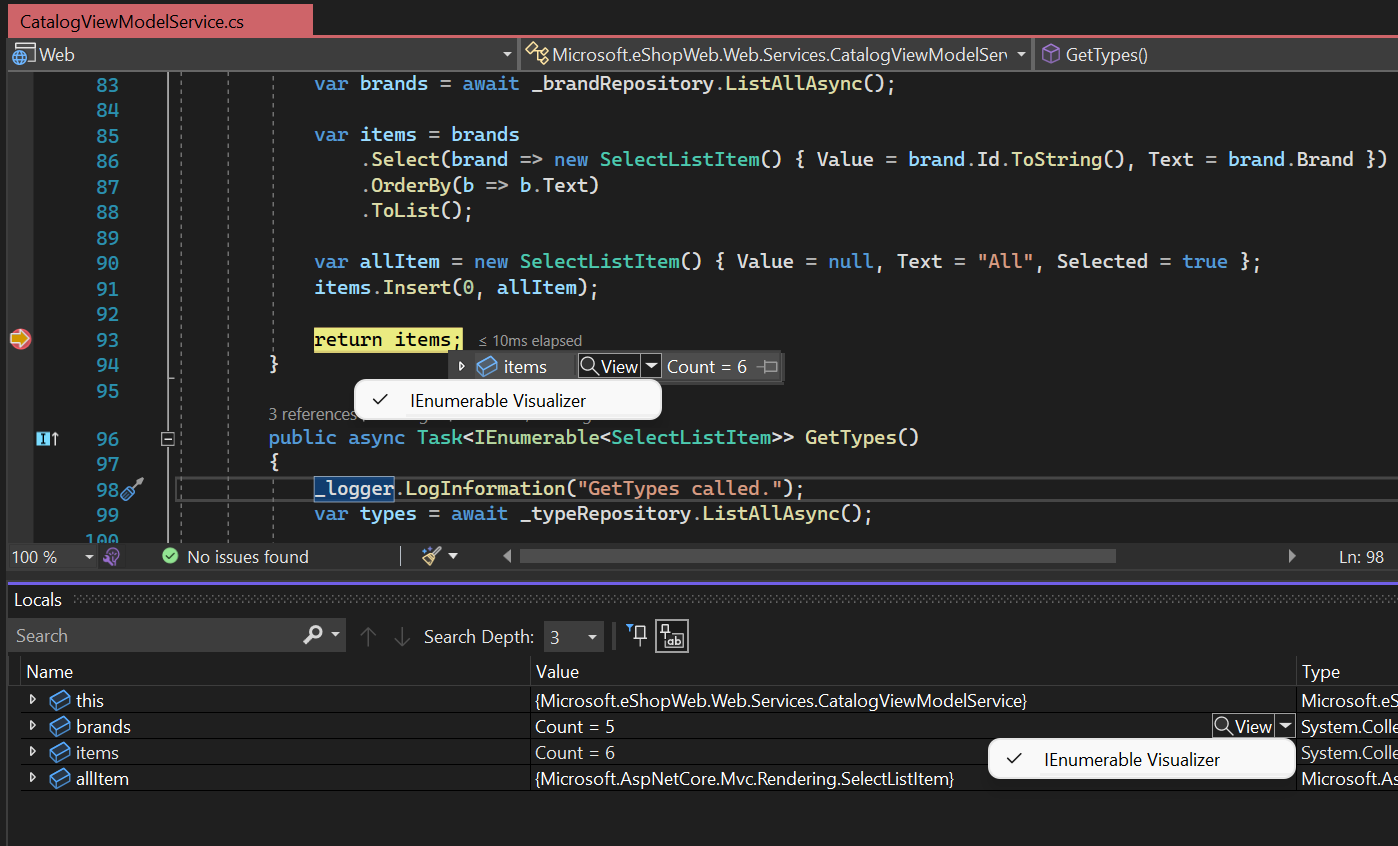 CatalogViewModelService.cs
Web Microsoft.eShopWeb.Web.Services.CatalogViewModelServ GetTypes()
83 var brands = await _brandRepository.ListAllAsync();
84
85 var items = brands
86 .Select(brand => new SelectListItem() { Value = brand.Id.ToString(), Text = brand.Brand })
87 .OrderBy(b => b.Text)
88 .ToList();
89
90 var allItem = new SelectListItem() { Value = null, Text = "All", Selected = true };
91 items.Insert(0, allItem);
92
93 return items; ≤ 10ms elapsed
94 }
items View Count = 6
95
IEnumerable Visualizer
3 references
96 public async Task<IEnumerable<SelectListItem>> GetTypes()
97 {
98 _logger.LogInformation("GetTypes called.");
99 var types = await _typeRepository.ListAllAsync();
100
100 % No issues found Ln: 98
Locals
Search Search Depth: 3
Name Value Type
this {Microsoft.eShopWeb.Web.Services.CatalogViewModelService} Microsoft.eS
brands Count = 5 View System.Colle
items Count = 6 System.Colle
IEnumerable Visualizer
allItem {Microsoft.AspNetCore.Mvc.Rendering.SelectListItem} Microsoft.As